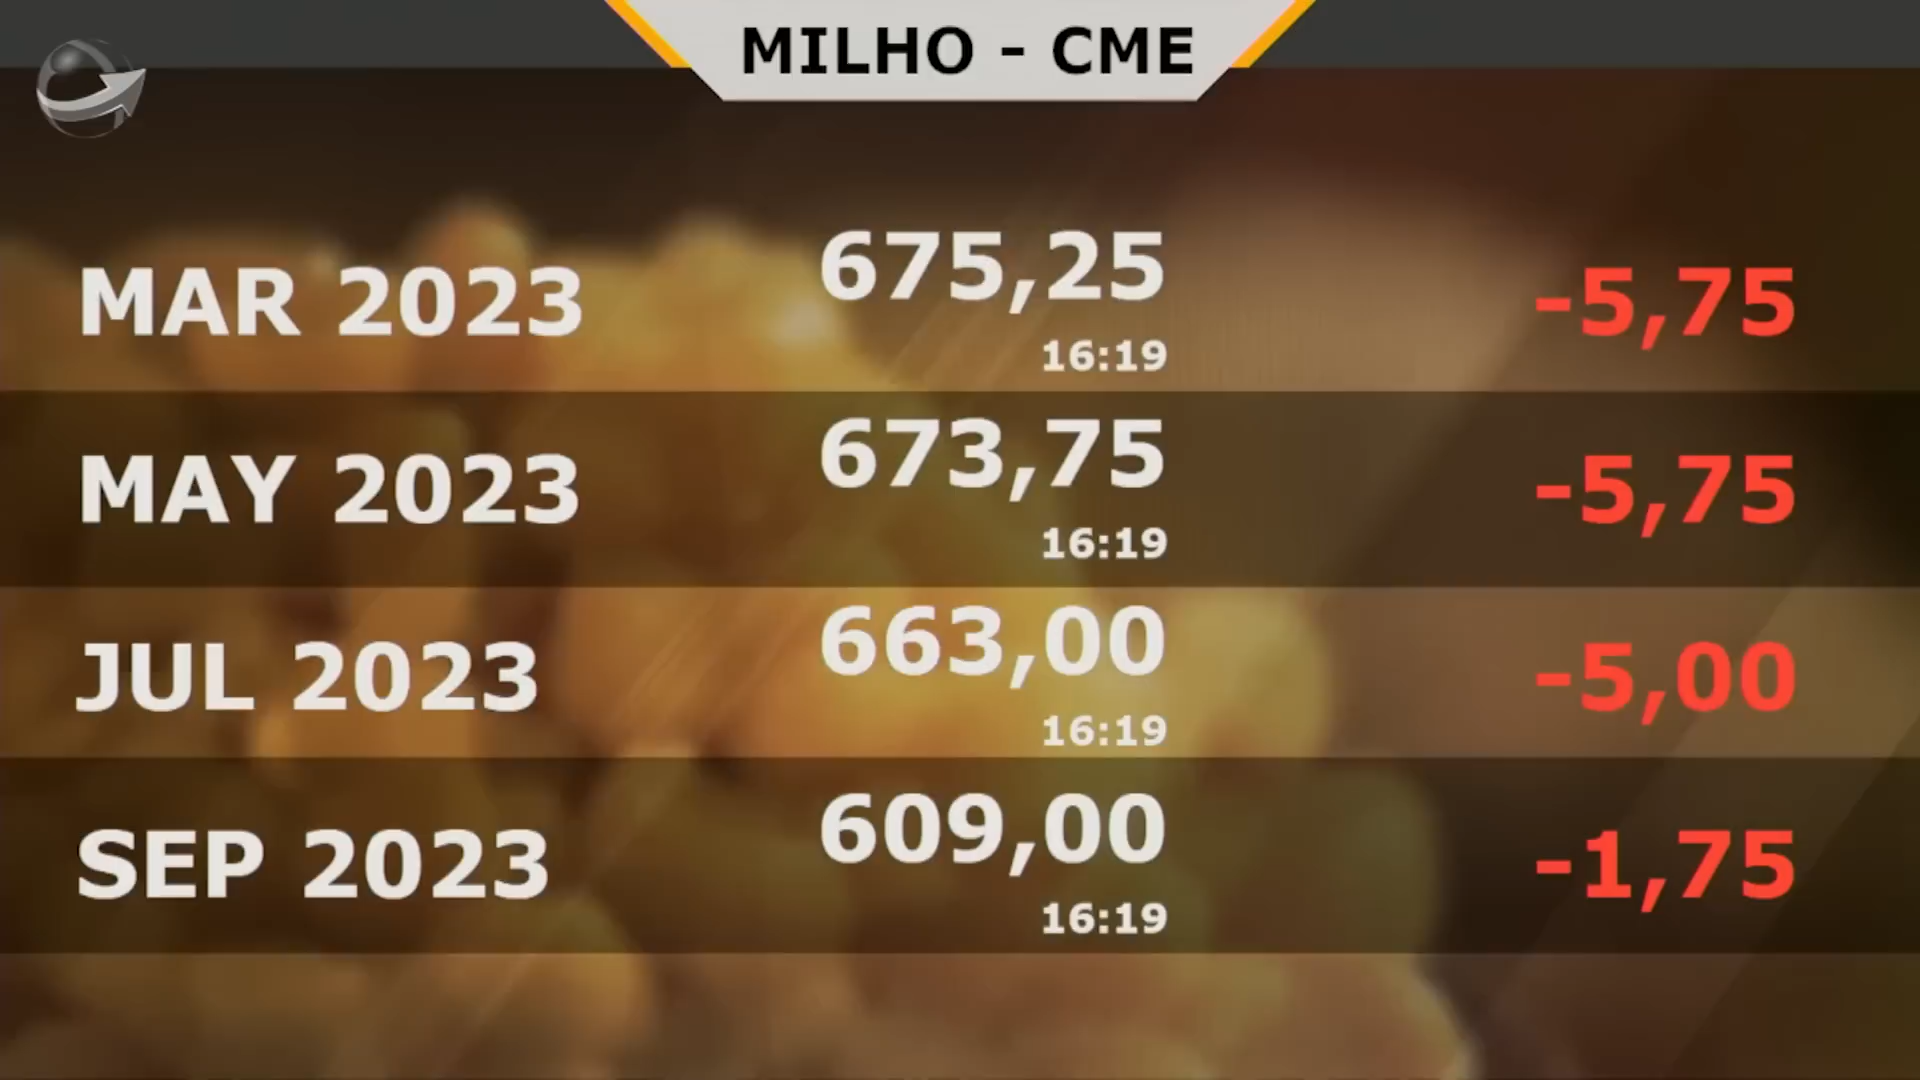 MILHO - CME
MAR 2023 675,25 -5,75
16:19
MAY 2023 673,75 -5,75
16:19
JUL 2023 663,00 -5,00
16:19
SEP 2023 609,00 -1,75
16:19